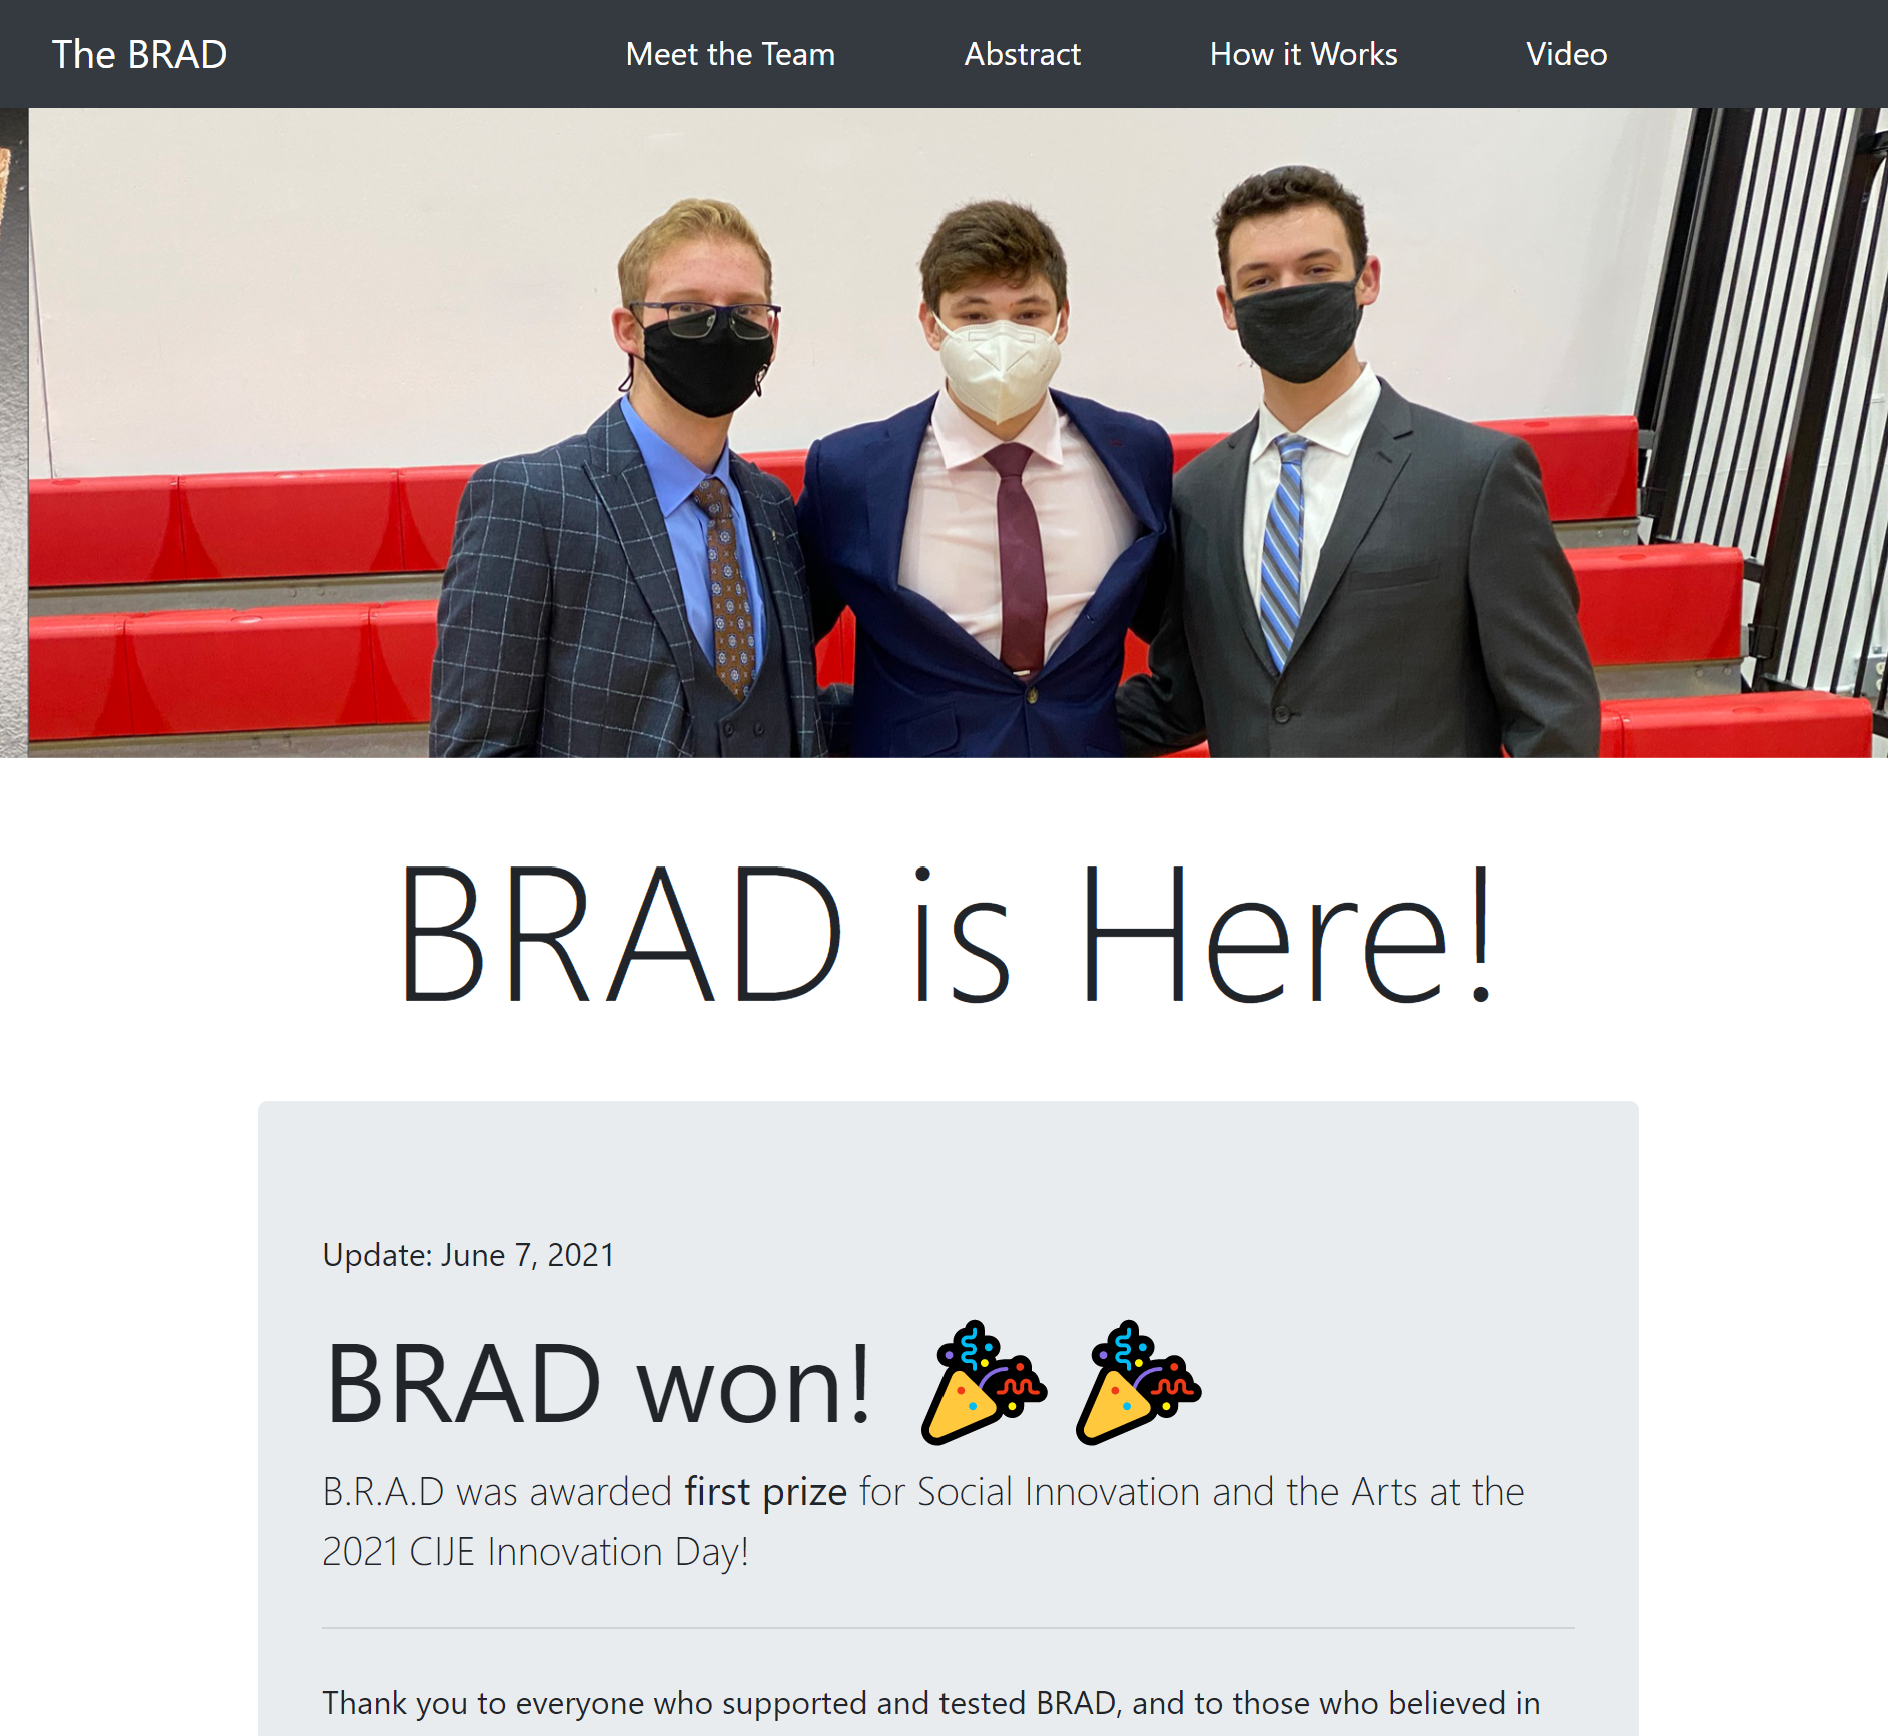 The BRAD
Meet the Team
Abstract
How it Works
Video
BRAD is Here!
Update: June 7, 2021
BRAD won! 🎉 🎉
B.R.A.D was awarded first prize for Social Innovation and the Arts at the
2021 CIJE Innovation Day!
Thank you to everyone who supported and tested BRAD, and to those who believed in